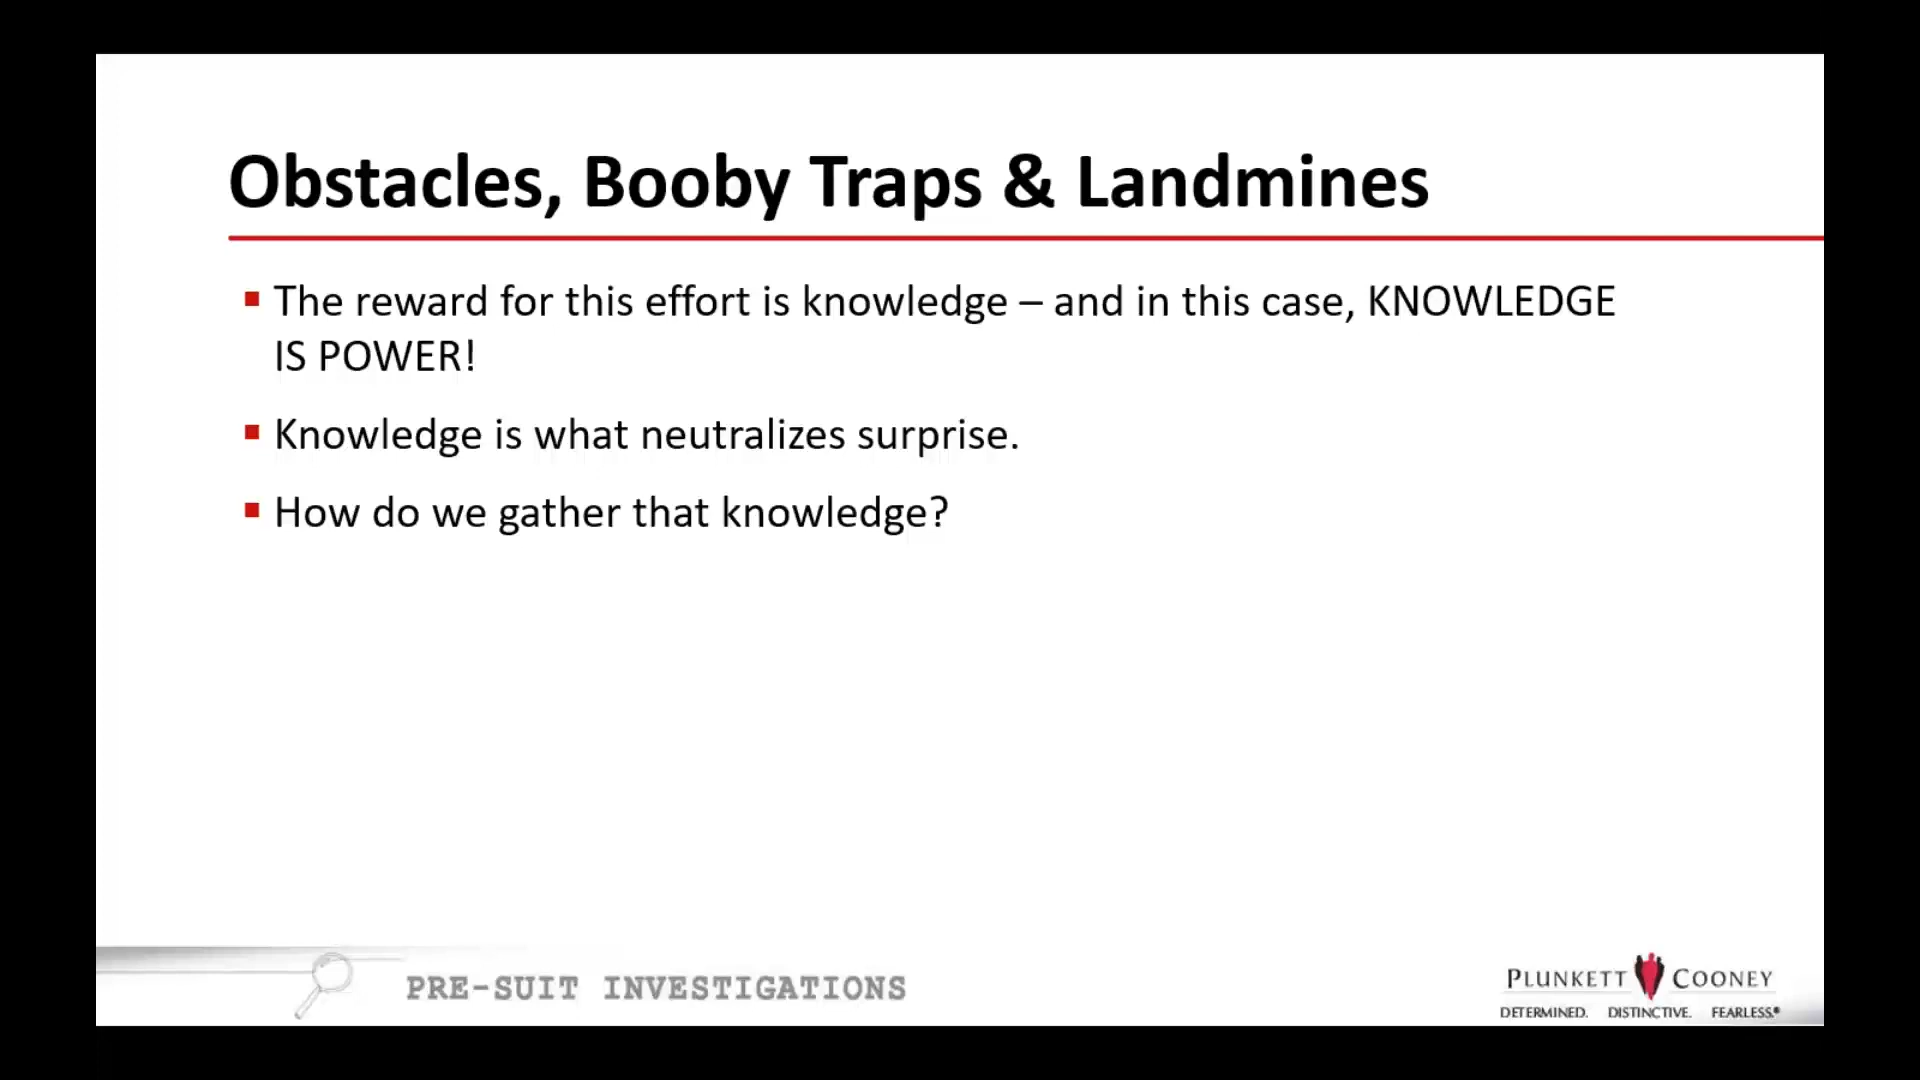 Obstacles, Booby Traps & Landmines
▪ The reward for this effort is knowledge – and in this case, KNOWLEDGE
IS POWER!
▪ Knowledge is what neutralizes surprise.
▪ How do we gather that knowledge?
PRE-SUIT INVESTIGATIONS
PLUNKETT COONEY
DETERMINED. DISTINCTIVE. FEARLESS.®